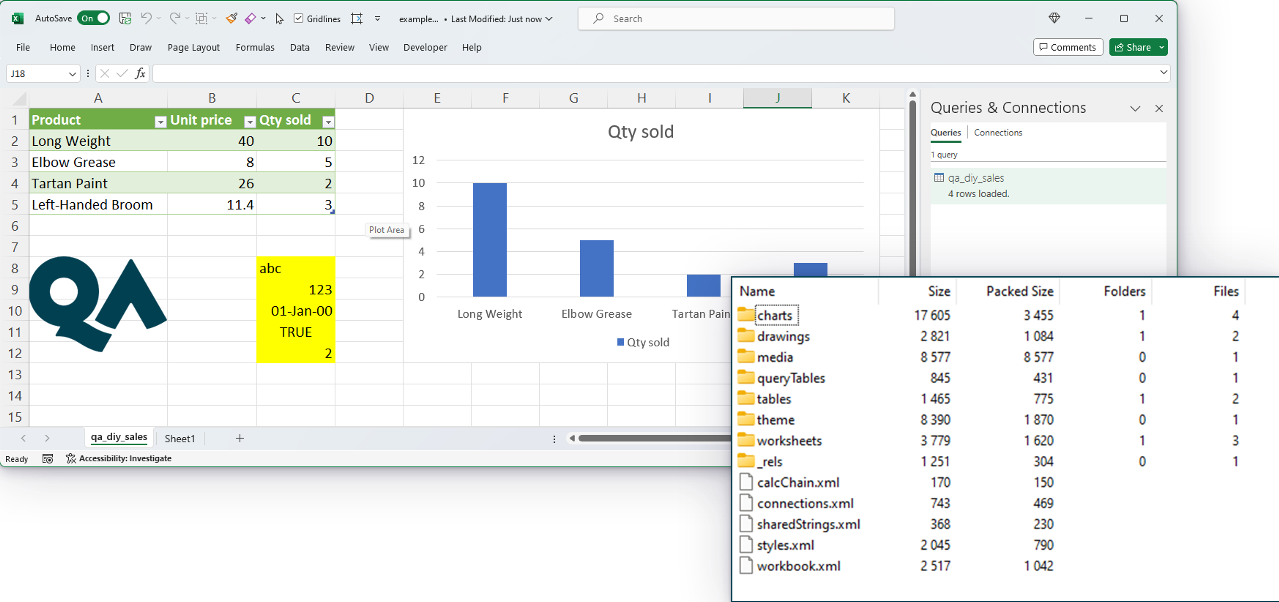 AutoSave On Gridlines example... • Last Modified: Just now Search
File Home Insert Draw Page Layout Formulas Data Review View Developer Help Comments Share
J18 fx
A B C D E F G H I J K
1 Product Unit price Qty sold
2 Long Weight 40 10
3 Elbow Grease 8 5
4 Tartan Paint 26 2
5 Left-Handed Broom 11.4 3
6
7
8 abc
9 123
10 01-Jan-00
11 TRUE
12 2
13
14
15
QA
Qty sold
12
10
8
6
4
2
0
Plot Area
Long Weight Elbow Grease Tartan Pain
Qty sold
Queries & Connections
Queries Connections
1 query
qa_diy_sales
4 rows loaded.
qa_diy_sales Sheet1
Ready Accessibility: Investigate
Name Size Packed Size Folders Files
charts 17 605 3 455 1 4
drawings 2 821 1 084 1 2
media 8 577 8 577 0 1
queryTables 845 431 0 1
tables 1 465 775 1 2
theme 8 390 1 870 0 1
worksheets 3 779 1 620 1 3
_rels 1 251 304 0 1
calcChain.xml 170 150
connections.xml 743 469
sharedStrings.xml 368 230
styles.xml 2 045 790
workbook.xml 2 517 1 042